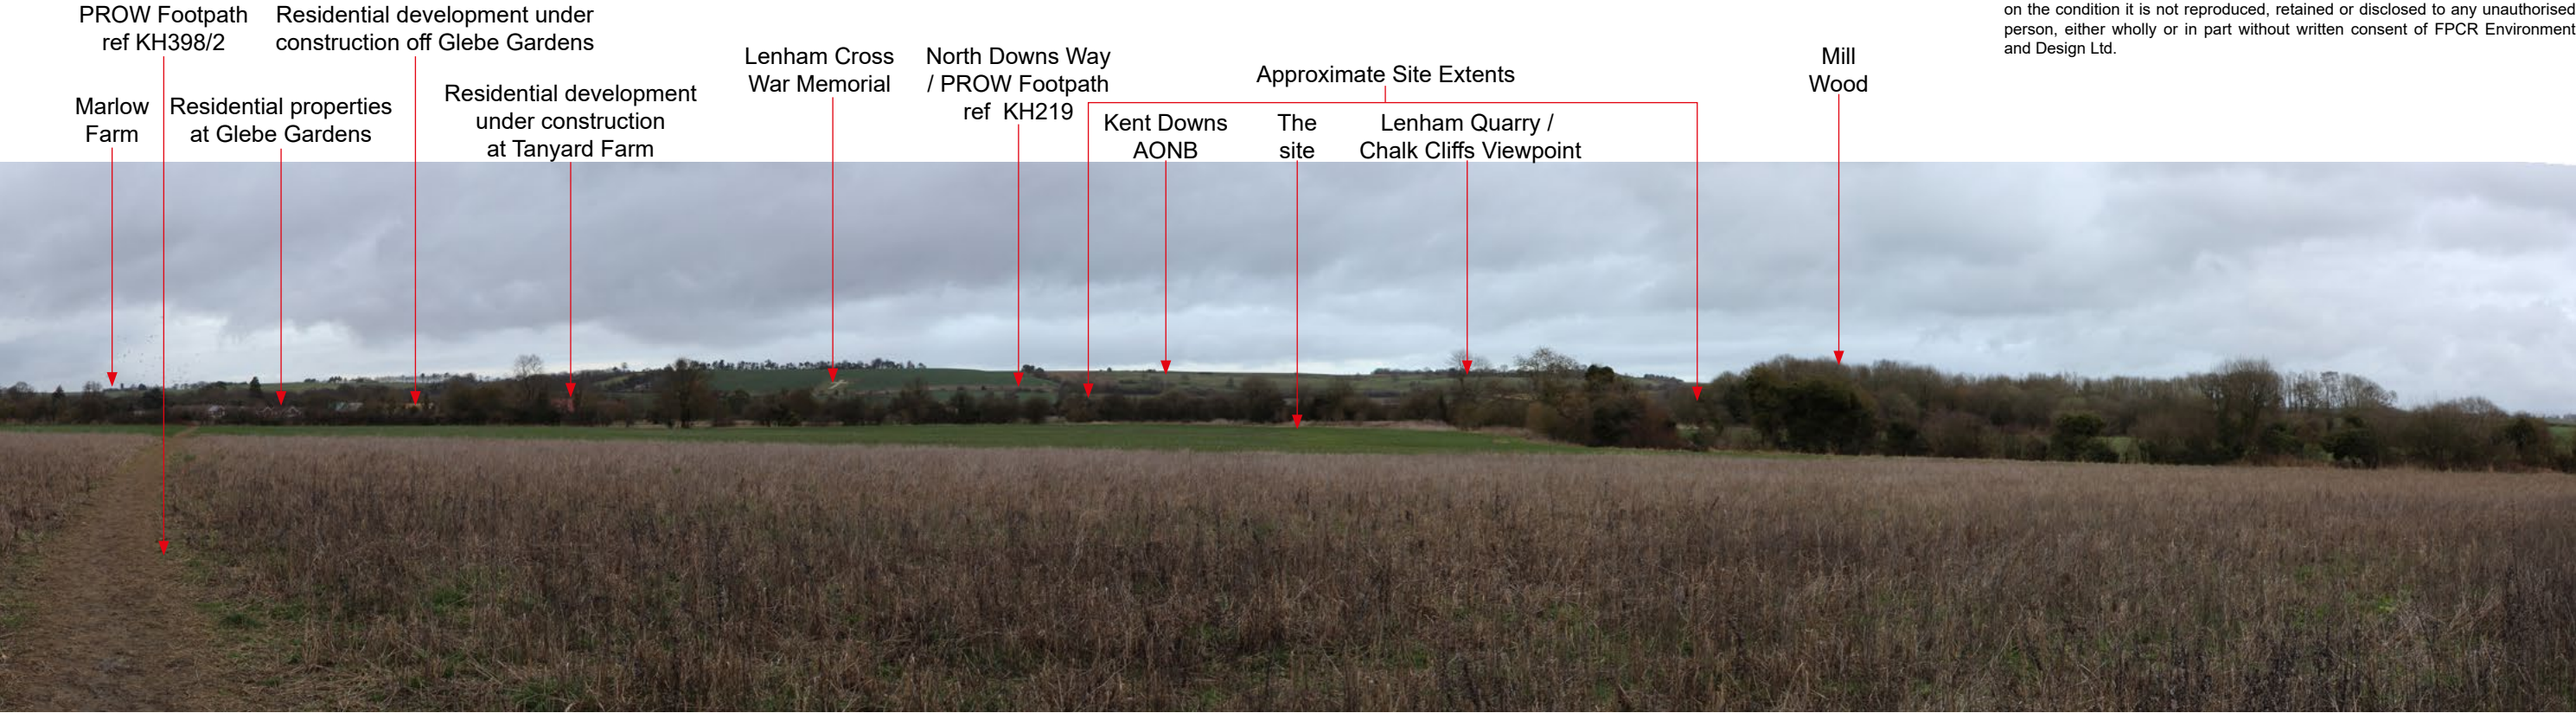 PROW Footpath
ref KH398/2
Residential development under
construction off Glebe Gardens
Marlow
Farm
Residential properties
at Glebe Gardens
Residential development
under construction
at Tanyard Farm
Lenham Cross
War Memorial
North Downs Way
/ PROW Footpath
ref KH219
Approximate Site Extents
Kent Downs
AONB
The
site
Lenham Quarry /
Chalk Cliffs Viewpoint
Mill
Wood
on the condition it is not reproduced, retained or disclosed to any unauthorised
person, either wholly or in part without written consent of FPCR Environment
and Design Ltd.